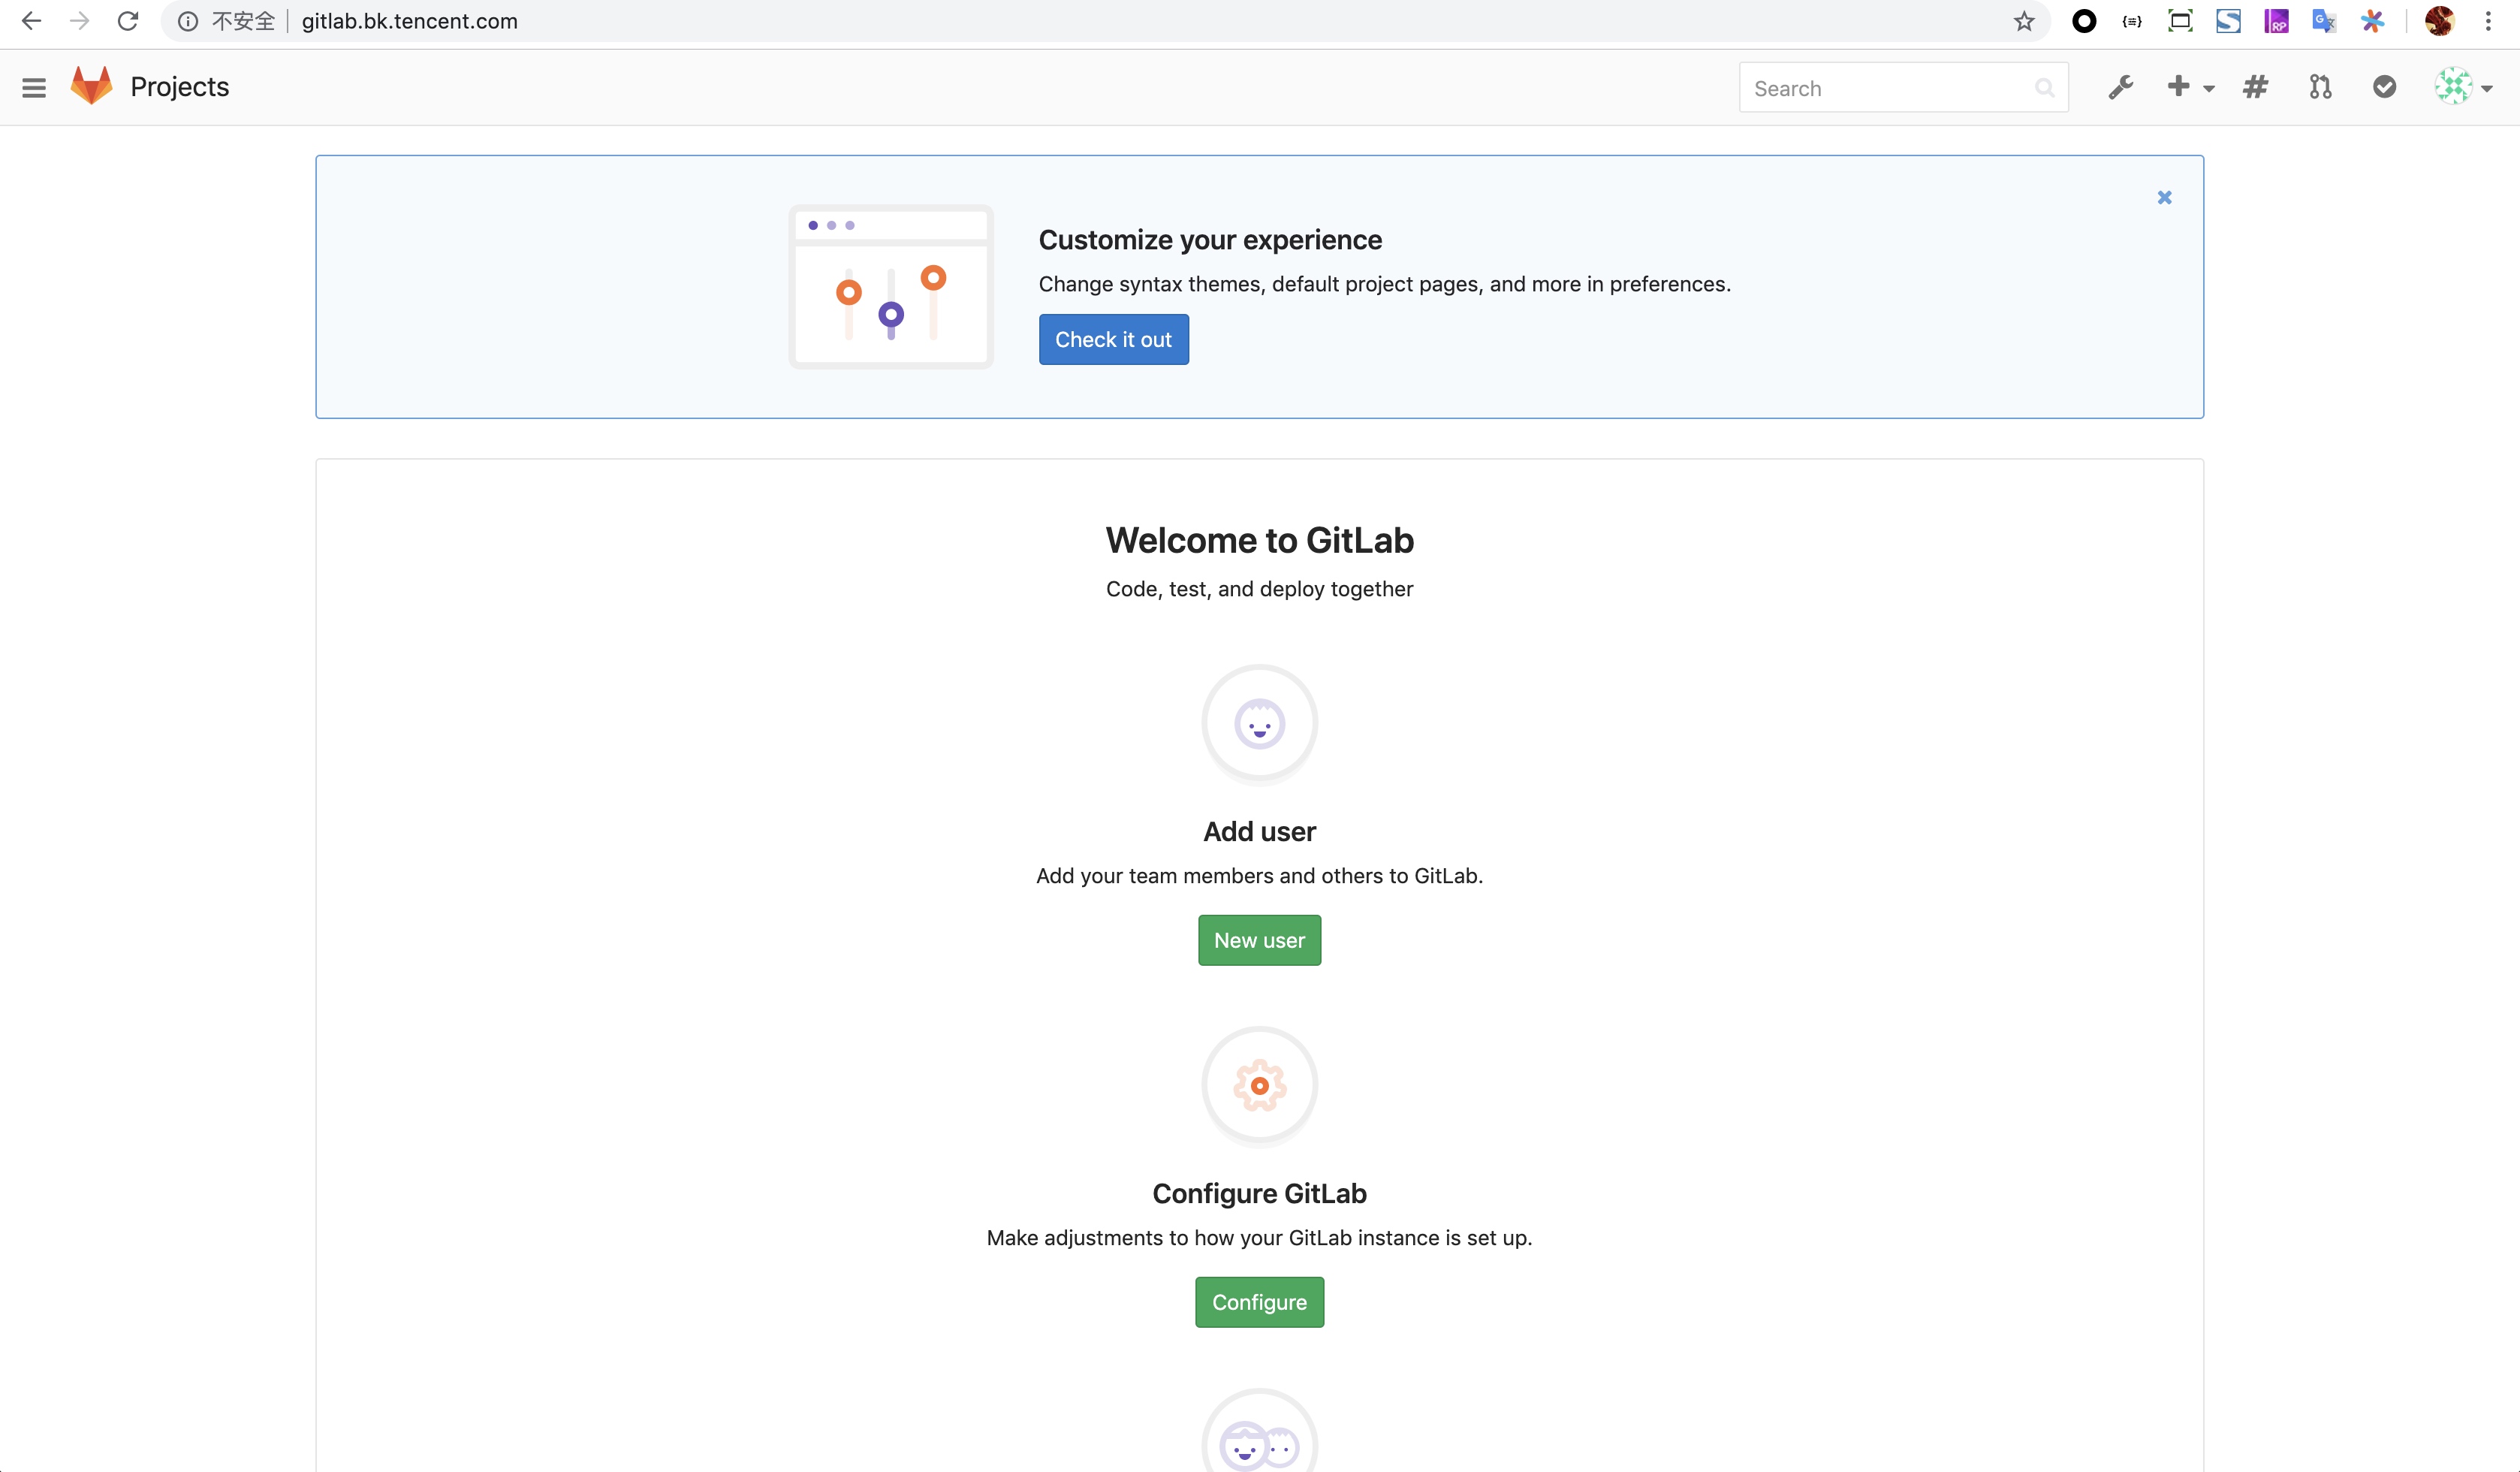 不安全 gitlab.bk.tencent.com
Projects
Search
Customize your experience
Change syntax themes, default project pages, and more in preferences.
Check it out
Welcome to GitLab
Code, test, and deploy together
Add user
Add your team members and others to GitLab.
New user
Configure GitLab
Make adjustments to how your GitLab instance is set up.
Configure